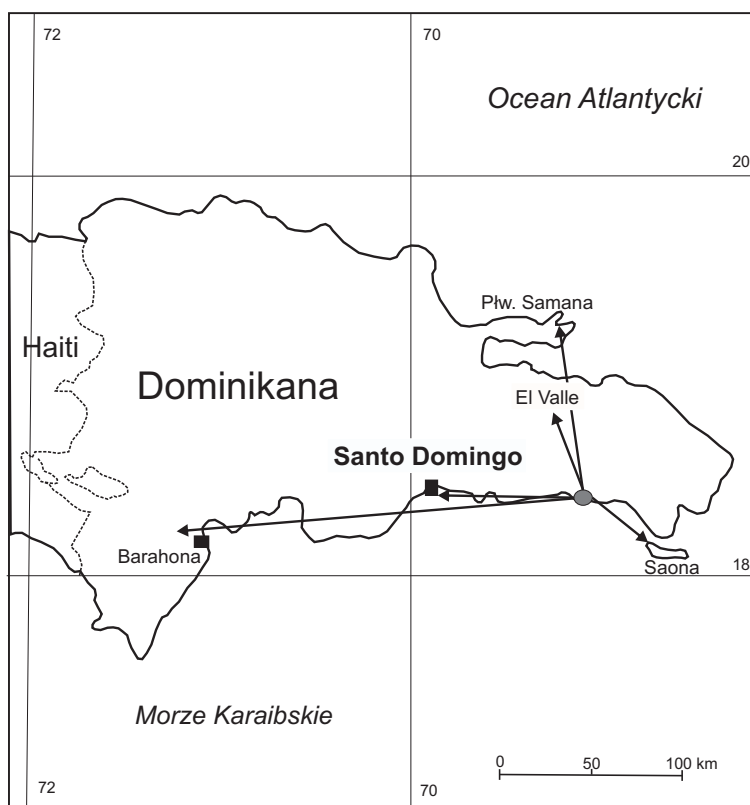 72
70
Ocean Atlantycki
20
Płw. Samana
Haiti
Dominikana
El Valle
Santo Domingo
Barahona
Saona
18
Morze Karaibskie
0 50 100 km
72
70